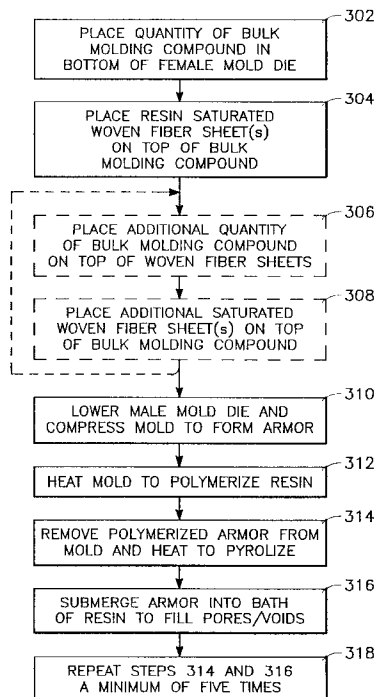 302
PLACE QUANTITY OF BULK
MOLDING COMPOUND IN
BOTTOM OF FEMALE MOLD DIE
304
PLACE RESIN SATURATED
WOVEN FIBER SHEET(s)
ON TOP OF BULK
MOLDING COMPOUND
306
PLACE ADDITIONAL QUANTITY
OF BULK MOLDING COMPOUND
ON TOP OF WOVEN FIBER SHEETS
308
PLACE ADDITIONAL SATURATED
WOVEN FIBER SHEET(s) ON TOP
OF BULK MOLDING COMPOUND
310
LOWER MALE MOLD DIE AND
COMPRESS MOLD TO FORM ARMOR
312
HEAT MOLD TO POLYMERIZE RESIN
314
REMOVE POLYMERIZED ARMOR FROM
MOLD AND HEAT TO PYROLIZE
316
SUBMERGE ARMOR INTO BATH
OF RESIN TO FILL PORES/VOIDS
318
REPEAT STEPS 314 AND 316
A MINIMUM OF FIVE TIMES